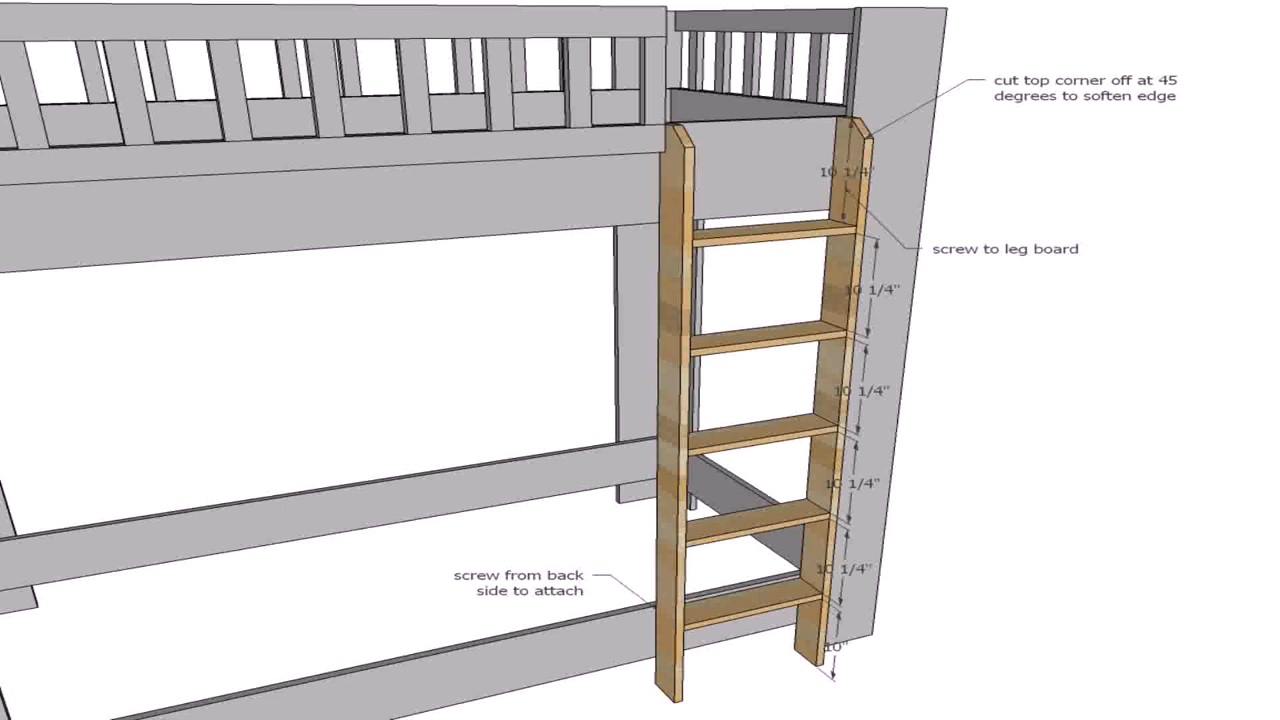 cut top corner off at 45
degrees to soften edge
10 1/4"
screw to leg board
10 1/4"
10 1/4"
10 1/4"
screw from back
side to attach
10 1/4"
10"